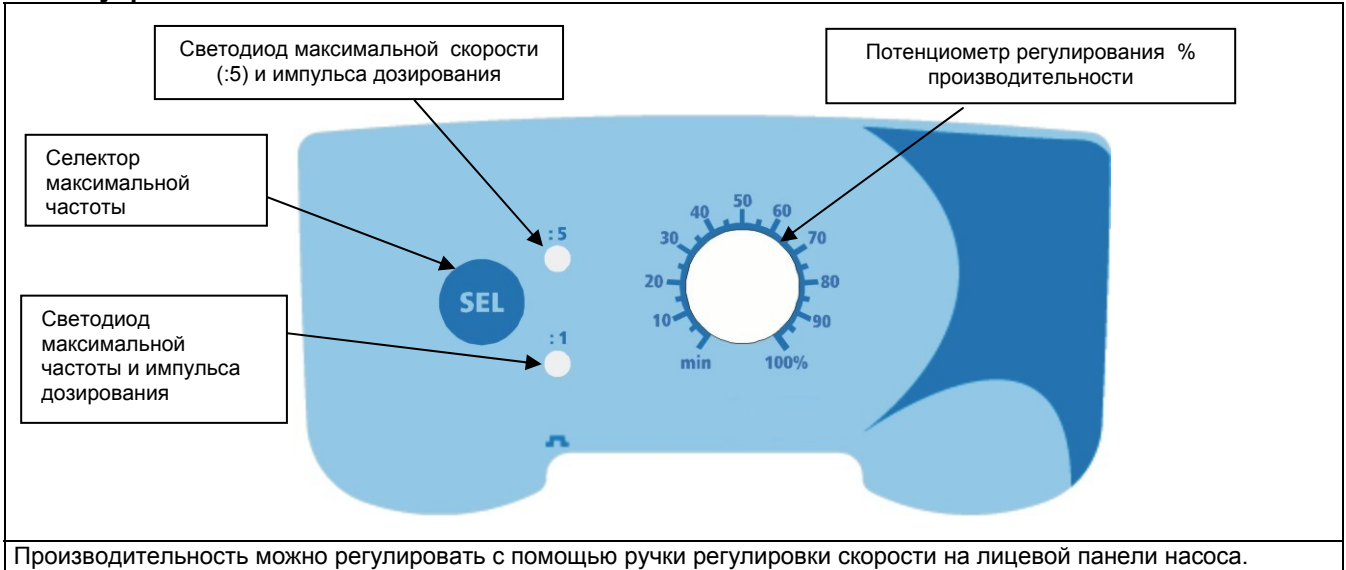 Светодиод максимальной скорости
(:5) и импульса дозирования
Потенциометр регулирования %
производительности
Селектор
максимальной
частоты
Светодиод
максимальной
частоты и импульса
дозирования
SEL
: 5
: 1
min
10
20
30
40
50
60
70
80
90
100%
Производительность можно регулировать с помощью ручки регулировки скорости на лицевой панели насоса.